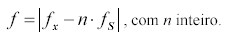 f = |f_x − n · f_S| , com n inteiro.